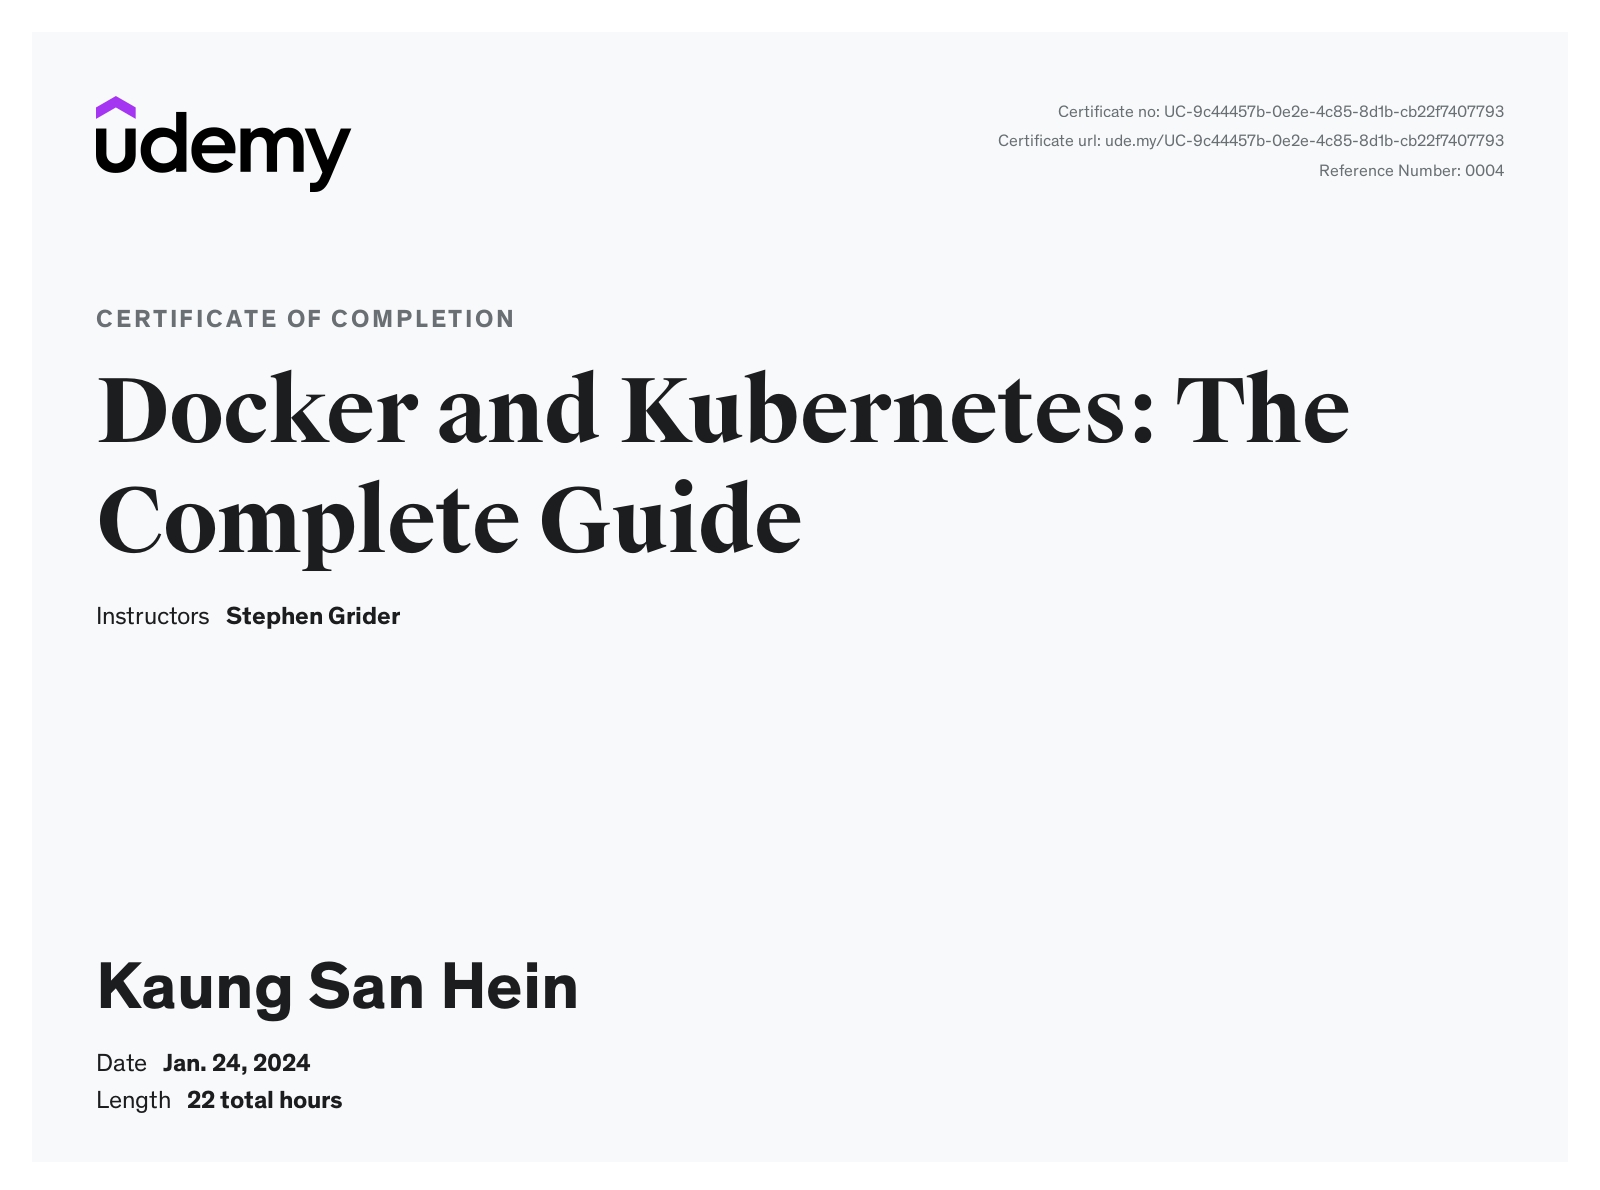 udemy
Certificate no: UC-9c44457b-0e2e-4c85-8d1b-cb22f7407793
Certificate url: ude.my/UC-9c44457b-0e2e-4c85-8d1b-cb22f7407793
Reference Number: 0004
CERTIFICATE OF COMPLETION
Docker and Kubernetes: The
Complete Guide
Instructors Stephen Grider
Kaung San Hein
Date Jan. 24, 2024
Length 22 total hours